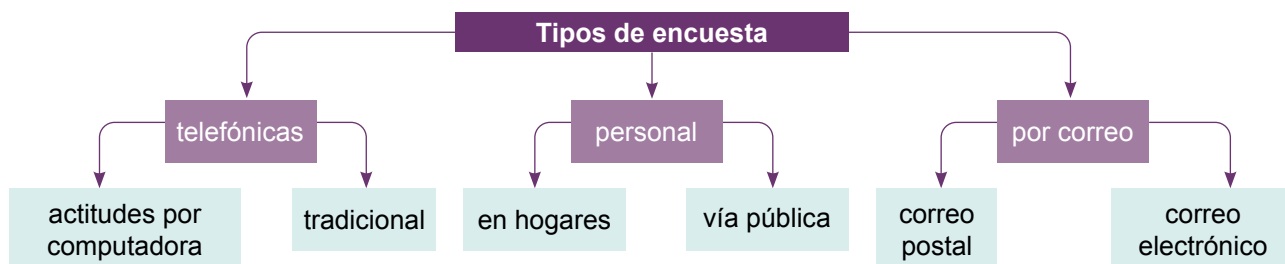 Tipos de encuesta
telefónicas
personal
por correo
actitudes por
computadora
tradicional
en hogares
vía pública
correo
postal
correo
electrónico